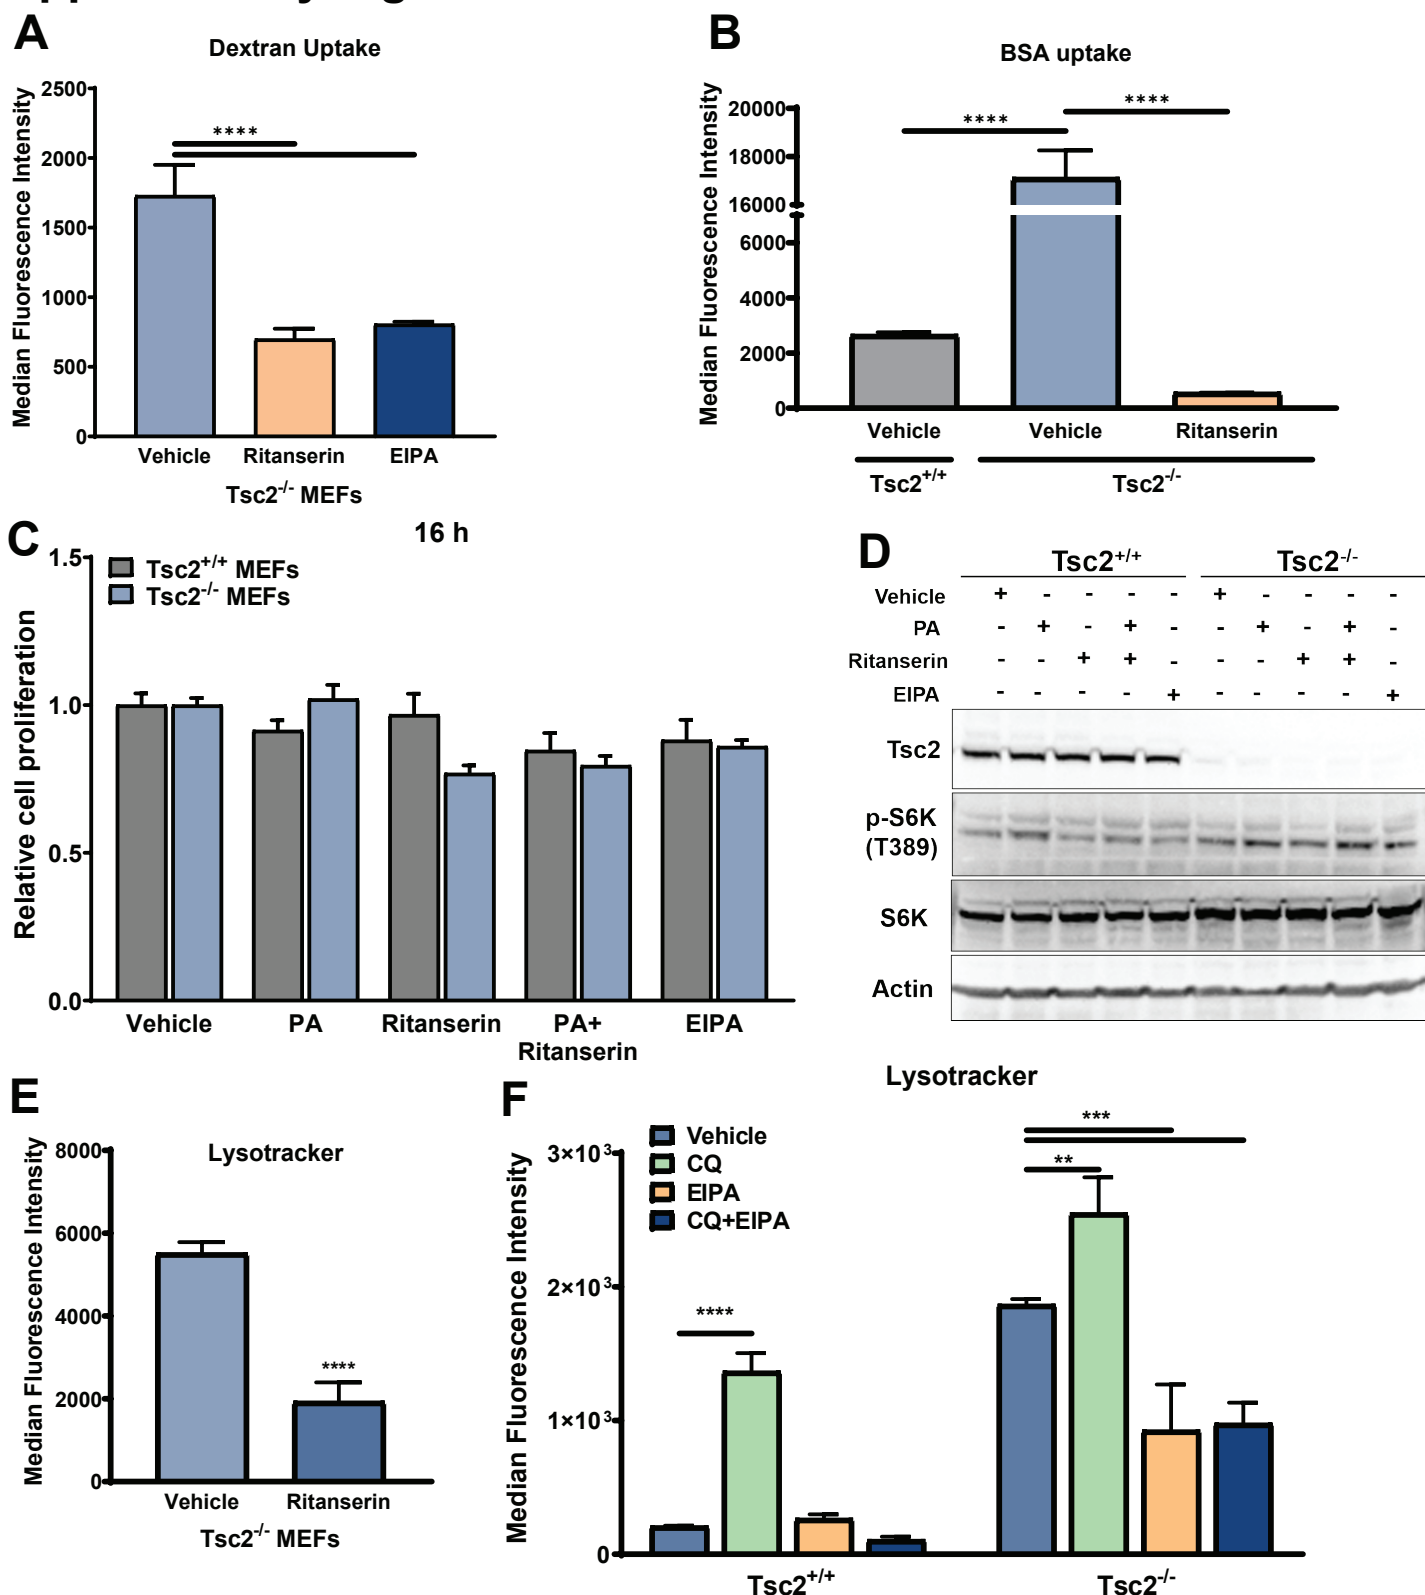 A
Dextran Uptake
Median Fluorescence Intensity
2500
2000
1500
1000
500
0
****
Vehicle Ritanserin EIPA
Tsc2-/- MEFs
B
BSA uptake
Median Fluorescence Intensity
20000
18000
16000
6000
4000
2000
0
****
****
Vehicle Vehicle Ritanserin
Tsc2+/+ Tsc2-/-
C
16 h
Relative cell proliferation
1.5
1.0
0.5
0.0
Tsc2+/+ MEFs
Tsc2-/- MEFs
Vehicle PA Ritanserin PA+ Ritanserin EIPA
D
Tsc2+/+ Tsc2-/-
Vehicle + - - - - + - - - -
PA - + - + - - + - + -
Ritanserin - - + + - - - + + -
EIPA - - - - + - - - - +
Tsc2
p-S6K
(T389)
S6K
Actin
E
Lysotracker
Median Fluorescence Intensity
8000
6000
4000
2000
0
****
Vehicle Ritanserin
Tsc2-/- MEFs
F
Lysotracker
Median Fluorescence Intensity
3×10³
2×10³
1×10³
0
Vehicle
CQ
EIPA
CQ+EIPA
****
***
**
Tsc2+/+ Tsc2-/-